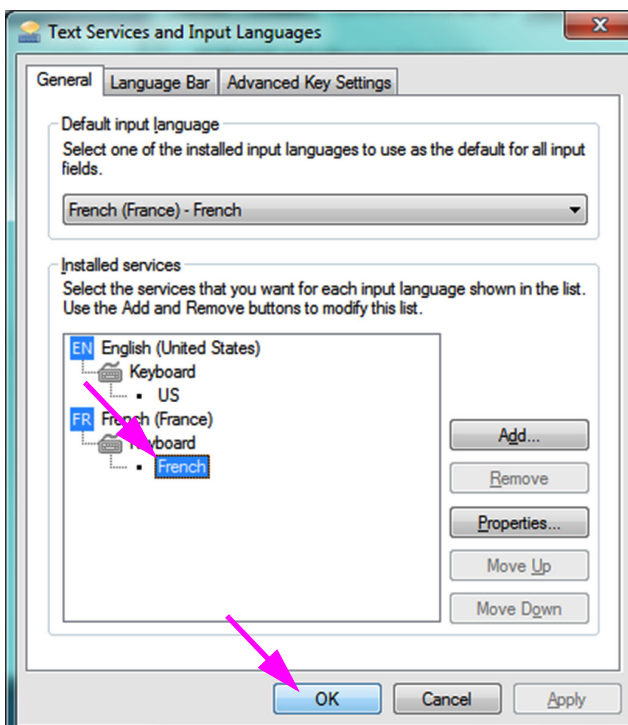 Text Services and Input Languages
General
Language Bar
Advanced Key Settings
Default input language
Select one of the installed input languages to use as the default for all input
fields.
French (France) - French
Installed services
Select the services that you want for each input language shown in the list.
Use the Add and Remove buttons to modify this list.
EN English (United States)
Keyboard
• US
FR French (France)
Keyboard
• French
Add...
Remove
Properties...
Move Up
Move Down
OK
Cancel
Apply